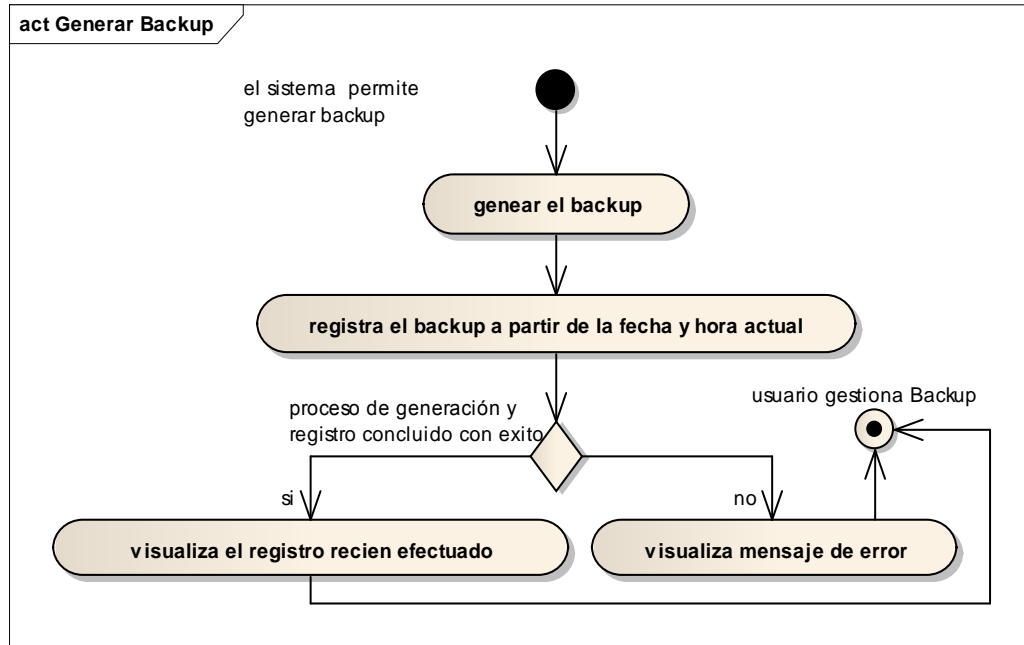 act Generar Backup
el sistema permite
generar backup
genear el backup
registra el backup a partir de la fecha y hora actual
proceso de generación y
registro concluido con exito
usuario gestiona Backup
si
no
visualiza el registro recien efectuado
visualiza mensaje de error